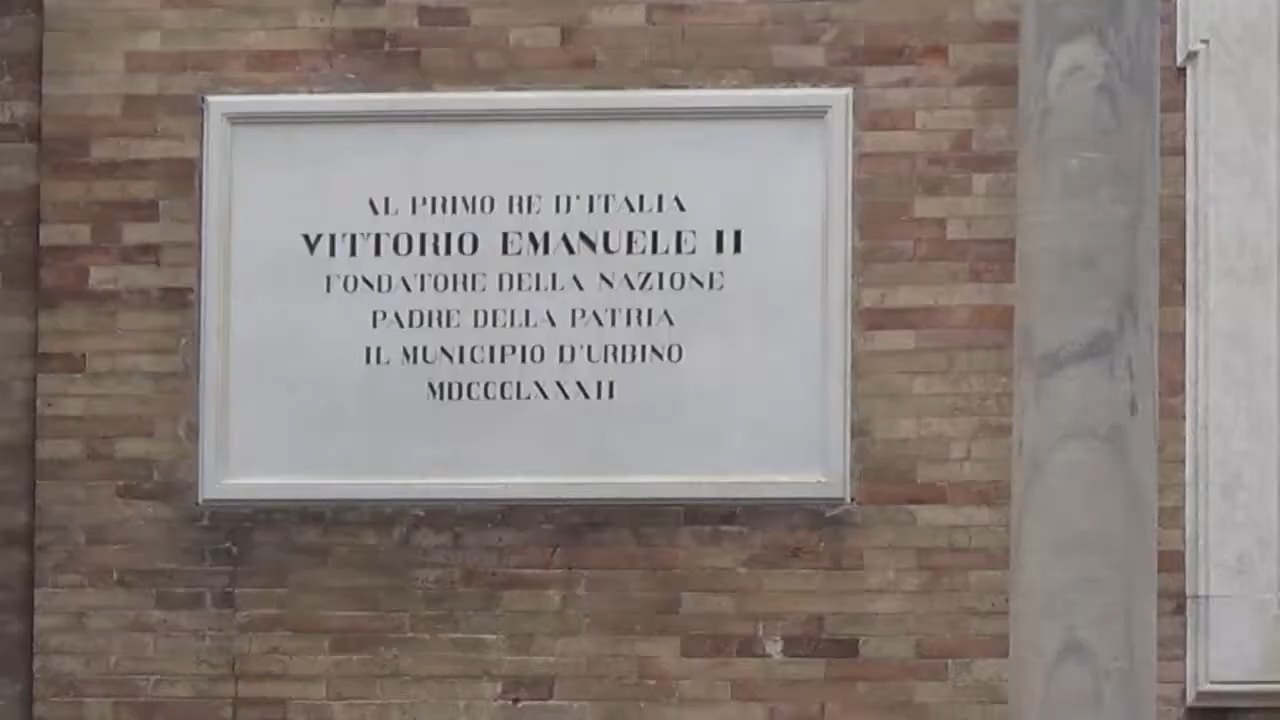 AL PRIMO RE D'ITALIA
VITTORIO EMANUELE II
FONDATORE DELLA NAZIONE
PADRE DELLA PATRIA
IL MUNICIPIO D'URBINO
MDCCCLXXXII